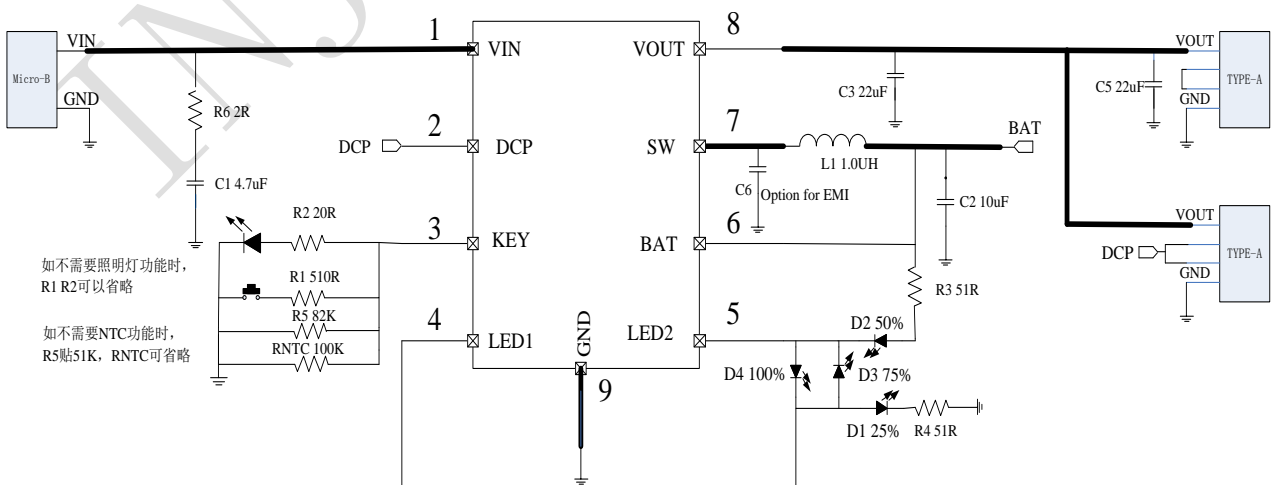 INJ
Micro-B
VIN
GND
R6 2R
C1 4.7uF
1
VIN
2
DCP
DCP
3
KEY
R2 20R
R1 510R
R5 82K
RNTC 100K
如不需要照明灯功能时，
R1 R2可以省略
如不需要NTC功能时，
R5贴51K，RNTC可省略
4
LED1
GND
9
VOUT
8
SW
7
BAT
6
LED2
5
C3 22uF
L1 1.0UH
BAT
C6
Option for EMI
C2 10uF
R3 51R
D2 50%
D4 100%
D3 75%
D1 25%
R4 51R
VOUT
C5 22uF
GND
TYPE-A
VOUT
DCP
GND
TYPE-A